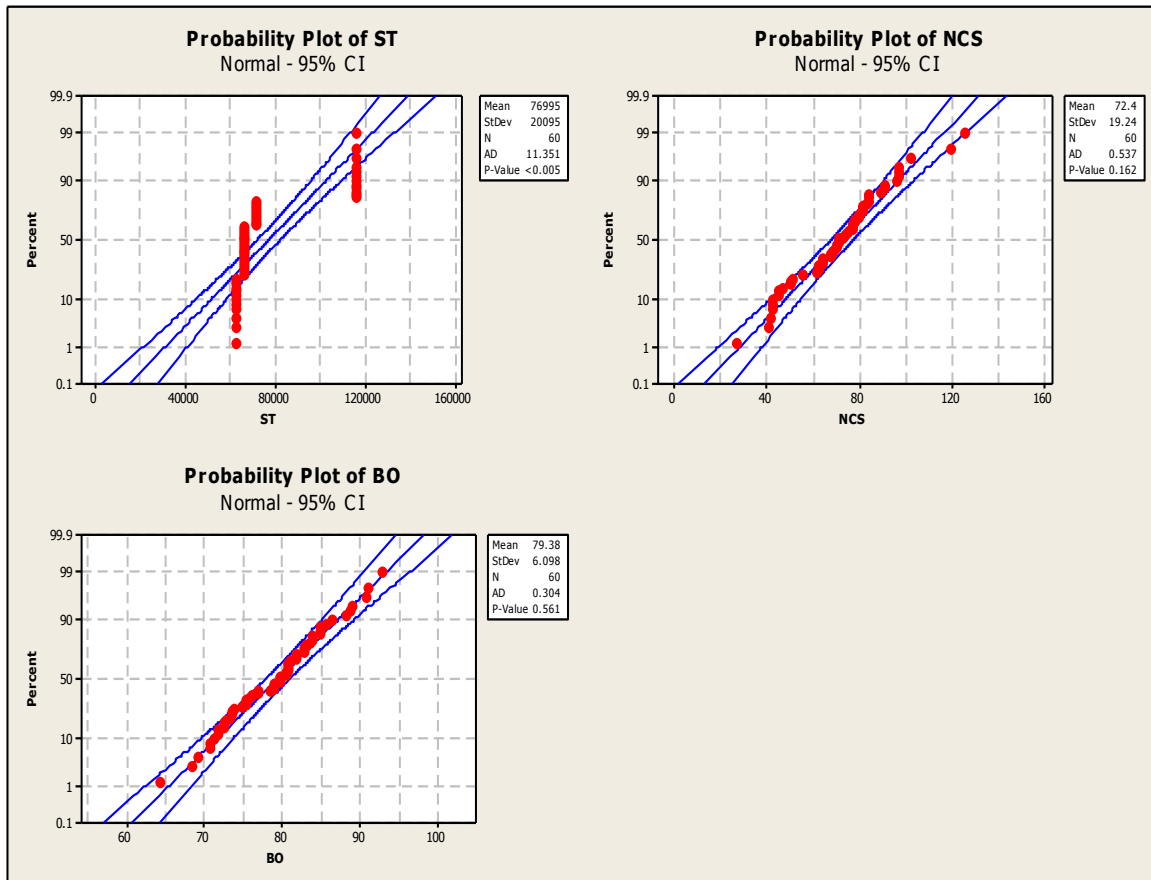 Probability Plot of ST
Normal - 95% CI
99.9
99
90
50
10
1
0.1
Percent
0 40000 80000 120000 160000
ST
Mean 76995
StDev 20095
N 60
AD 11.351
P-Value <0.005
Probability Plot of NCS
Normal - 95% CI
99.9
99
90
50
10
1
0.1
Percent
0 40 80 120 160
NCS
Mean 72.4
StDev 19.24
N 60
AD 0.537
P-Value 0.162
Probability Plot of BO
Normal - 95% CI
99.9
99
90
50
10
1
0.1
Percent
60 70 80 90 100
BO
Mean 79.38
StDev 6.098
N 60
AD 0.304
P-Value 0.561